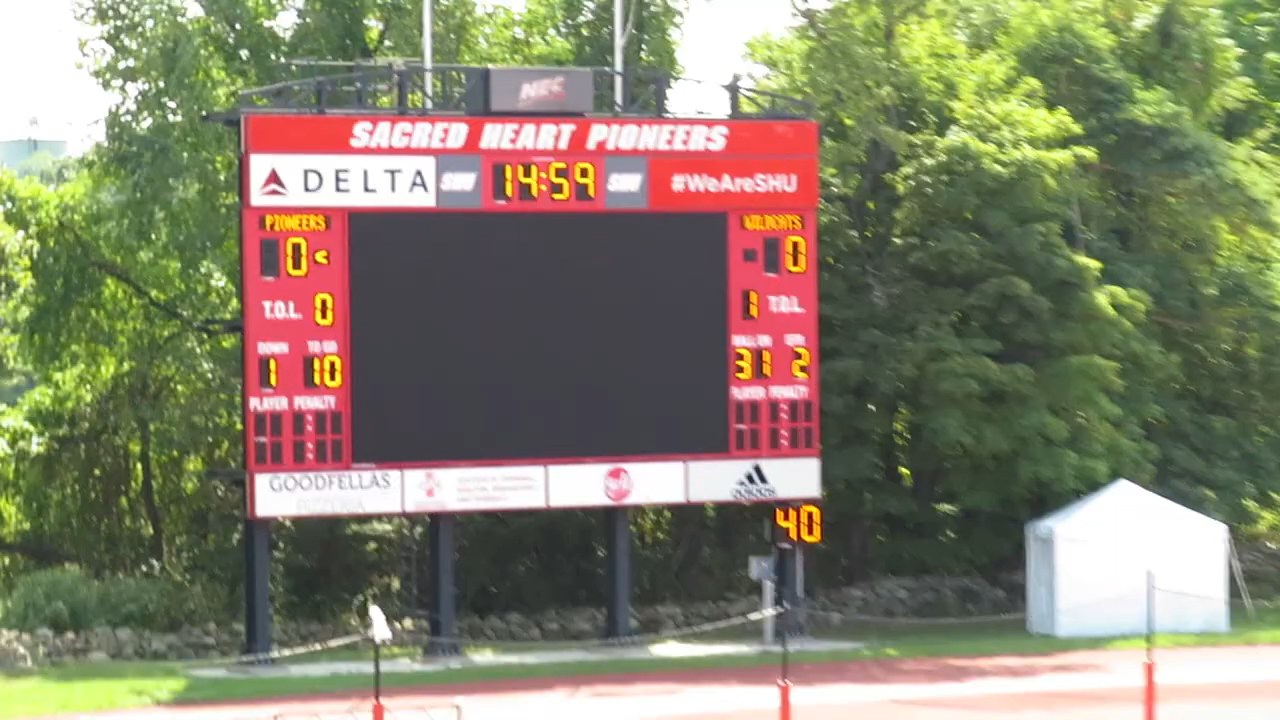 NEC
SACRED HEART PIONEERS
DELTA SHU 14:59 SHU #WeAreSHU
PIONEERS WILDCATS
0 < 0
T.O.L. 0 1 T.O.L.
DOWN TO GO BALL ON QTR
1 10 31 2
PLAYER PENALTY PLAYER PENALTY
GOODFELLAS adidas
40